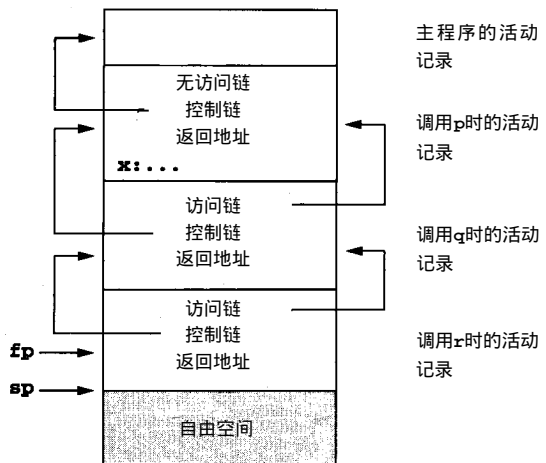 主程序的活动
记录
无访问链
控制链
返回地址
x:...
调用p时的活动
记录
访问链
控制链
返回地址
调用q时的活动
记录
访问链
控制链
返回地址
调用r时的活动
记录
fp
sp
自由空间